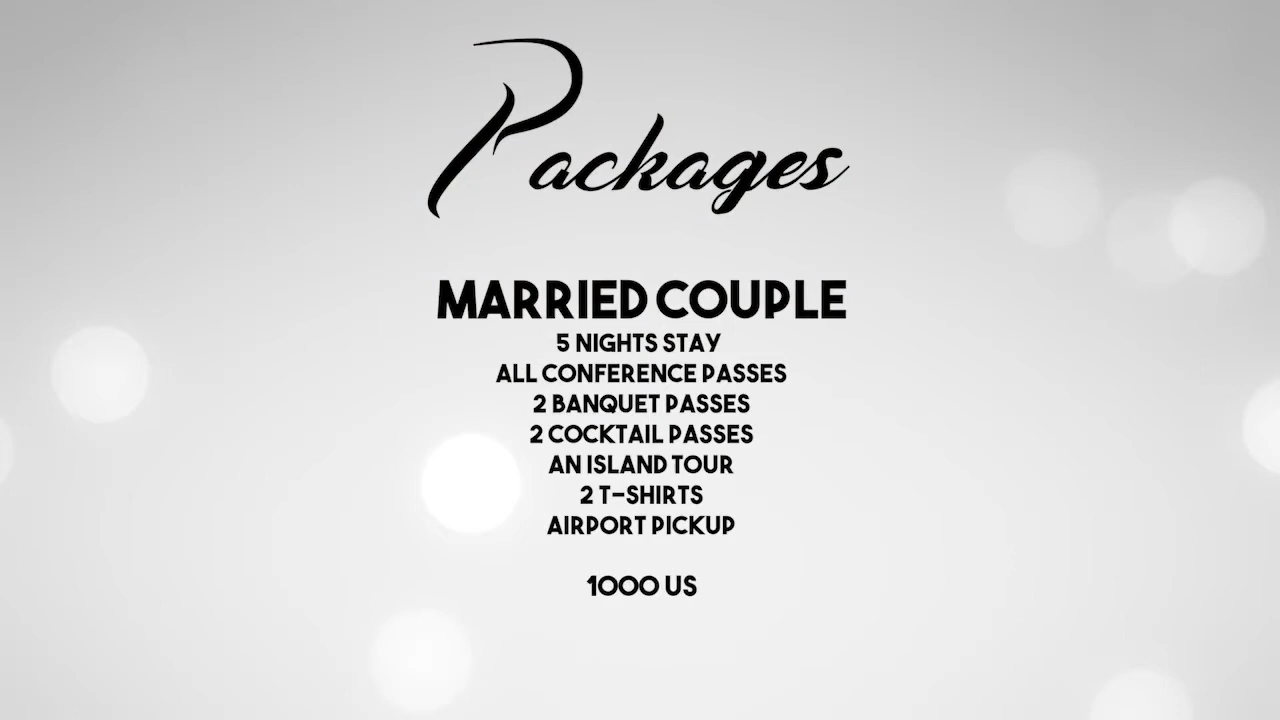 Packages
MARRIED COUPLE
5 NIGHTS STAY
ALL CONFERENCE PASSES
2 BANQUET PASSES
2 COCKTAIL PASSES
AN ISLAND TOUR
2 T-SHIRTS
AIRPORT PICKUP
1000 US